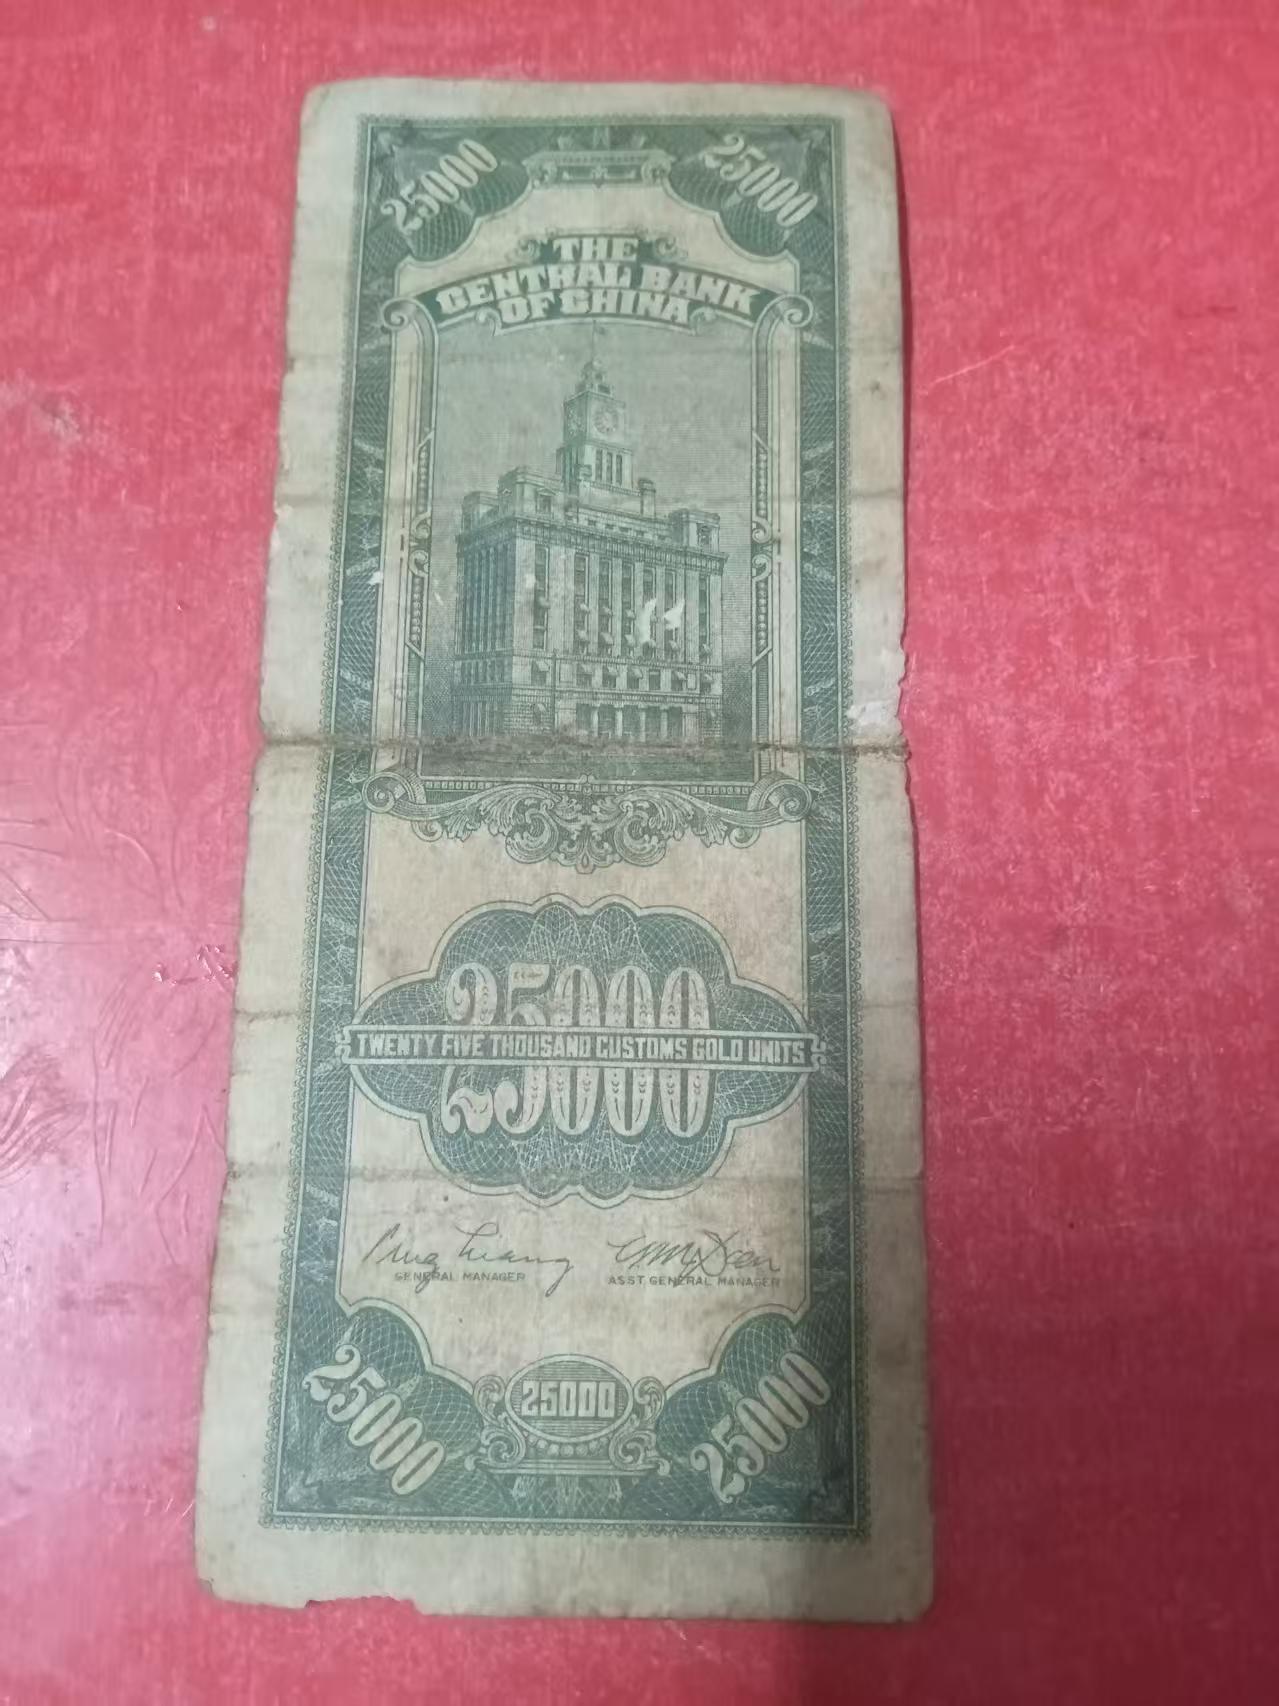 25000 25000
THE
CENTRAL BANK
OF CHINA
25000
TWENTY FIVE THOUSAND CUSTOMS GOLD UNITS
GENERAL MANAGER ASST GENERAL MANAGER
25000 25000 25000